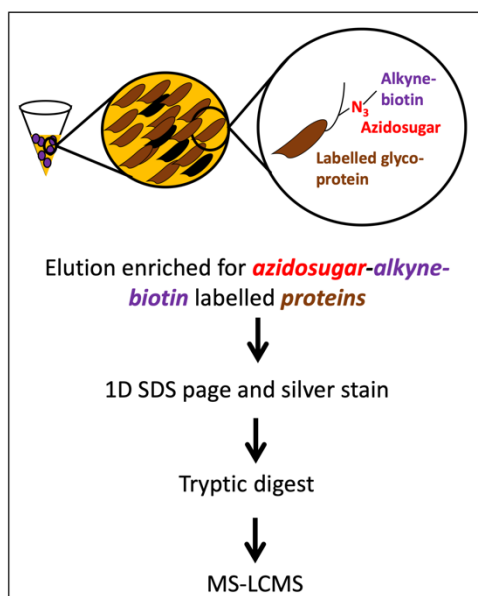 Alkyne-
biotin
N3
Azidosugar
Labelled glyco-
protein
Elution enriched for azidosugar-alkyne-
biotin labelled proteins
1D SDS page and silver stain
Tryptic digest
MS-LCMS